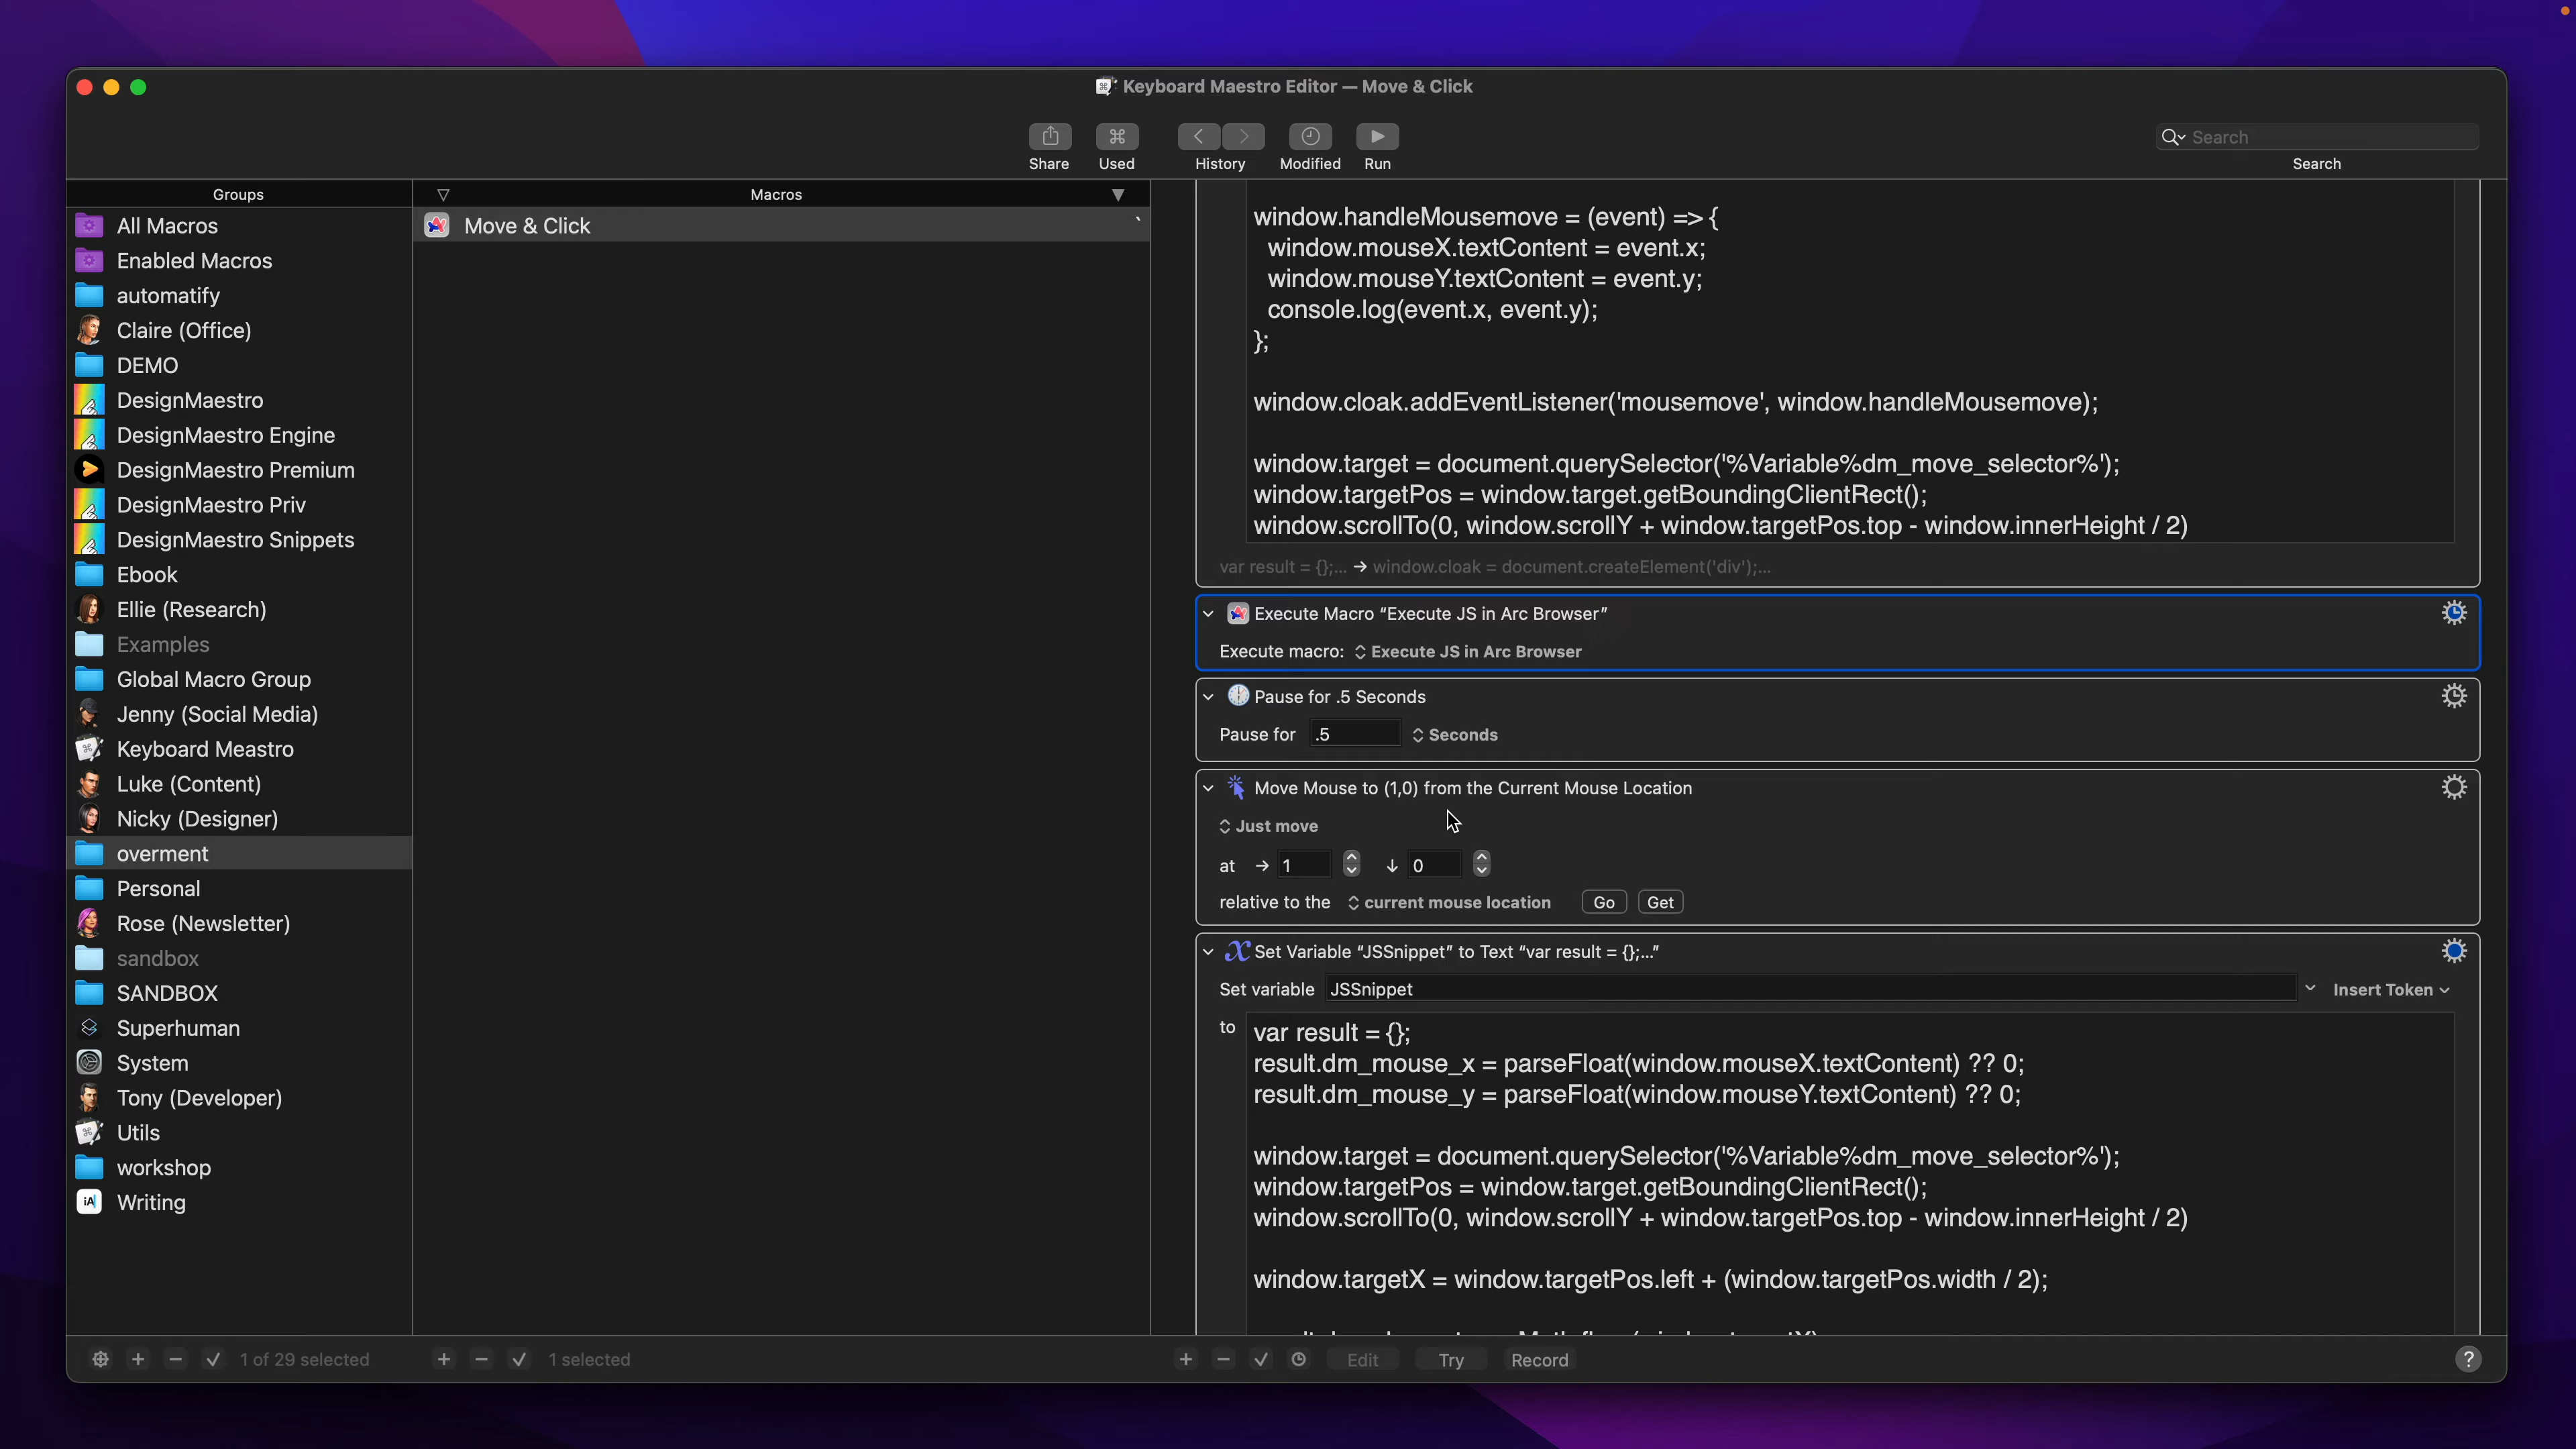 Keyboard Maestro Editor — Move & Click
Share
Used
History
Modified
Run
Search
Search
Groups
All Macros
Enabled Macros
automatify
Claire (Office)
DEMO
DesignMaestro
DesignMaestro Engine
DesignMaestro Premium
DesignMaestro Priv
DesignMaestro Snippets
Ebook
Ellie (Research)
Examples
Global Macro Group
Jenny (Social Media)
Keyboard Meastro
Luke (Content)
Nicky (Designer)
overment
Personal
Rose (Newsletter)
sandbox
SANDBOX
Superhuman
System
Tony (Developer)
Utils
workshop
iA Writing
1 of 29 selected
Macros
Move & Click `
1 selected
window.handleMousemove = (event) => {
window.mouseX.textContent = event.x;
window.mouseY.textContent = event.y;
console.log(event.x, event.y);
};
window.cloak.addEventListener('mousemove', window.handleMousemove);
window.target = document.querySelector('%Variable%dm_move_selector%');
window.targetPos = window.target.getBoundingClientRect();
window.scrollTo(0, window.scrollY + window.targetPos.top - window.innerHeight / 2)
var result = {};... → window.cloak = document.createElement('div');...
Execute Macro “Execute JS in Arc Browser”
Execute macro: Execute JS in Arc Browser
Pause for .5 Seconds
Pause for .5 Seconds
Move Mouse to (1,0) from the Current Mouse Location
Just move
at → 1 ↓ 0
relative to the current mouse location Go Get
Set Variable “JSSnippet” to Text “var result = {};...”
Set variable JSSnippet Insert Token
to var result = {};
result.dm_mouse_x = parseFloat(window.mouseX.textContent) ?? 0;
result.dm_mouse_y = parseFloat(window.mouseY.textContent) ?? 0;
window.target = document.querySelector('%Variable%dm_move_selector%');
window.targetPos = window.target.getBoundingClientRect();
window.scrollTo(0, window.scrollY + window.targetPos.top - window.innerHeight / 2)
window.targetX = window.targetPos.left + (window.targetPos.width / 2);
Edit Try Record ?